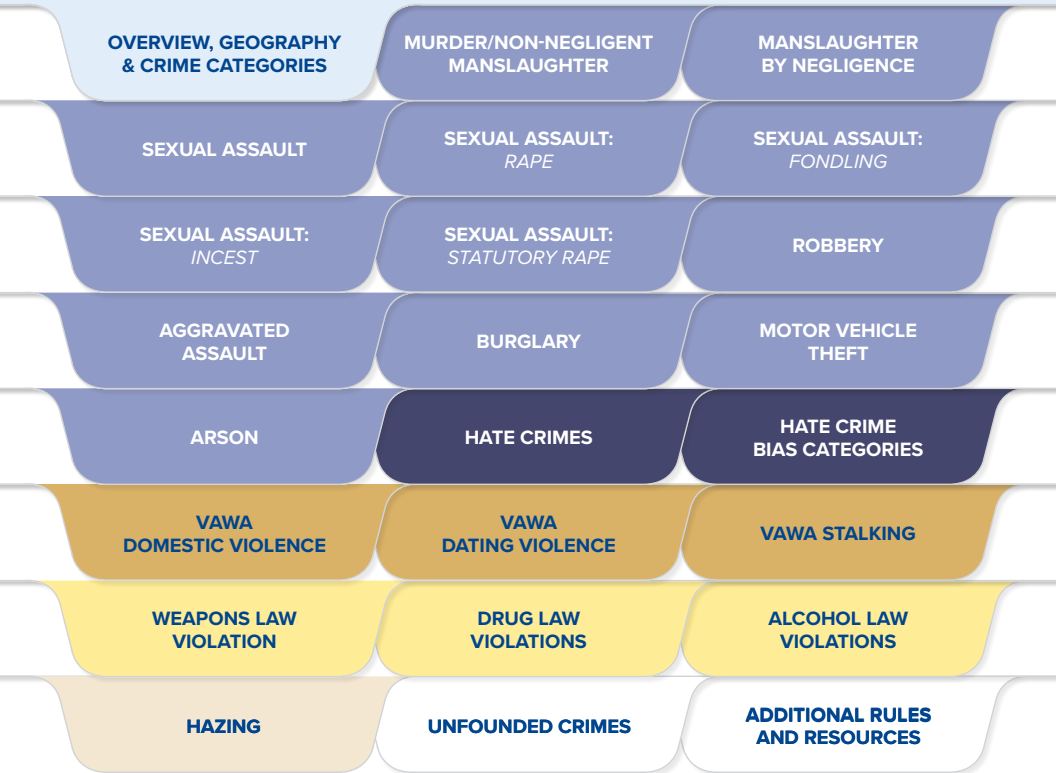 OVERVIEW, GEOGRAPHY
& CRIME CATEGORIES
MURDER/NON-NEGLIGENT
MANSLAUGHTER
MANSLAUGHTER
BY NEGLIGENCE
SEXUAL ASSAULT
SEXUAL ASSAULT:
RAPE
SEXUAL ASSAULT:
FONDLING
SEXUAL ASSAULT:
INCEST
SEXUAL ASSAULT:
STATUTORY RAPE
ROBBERY
AGGRAVATED
ASSAULT
BURGLARY
MOTOR VEHICLE
THEFT
ARSON
HATE CRIMES
HATE CRIME
BIAS CATEGORIES
VAWA
DOMESTIC VIOLENCE
VAWA
DATING VIOLENCE
VAWA STALKING
WEAPONS LAW
VIOLATION
DRUG LAW
VIOLATIONS
ALCOHOL LAW
VIOLATIONS
HAZING
UNFOUNDED CRIMES
ADDITIONAL RULES
AND RESOURCES